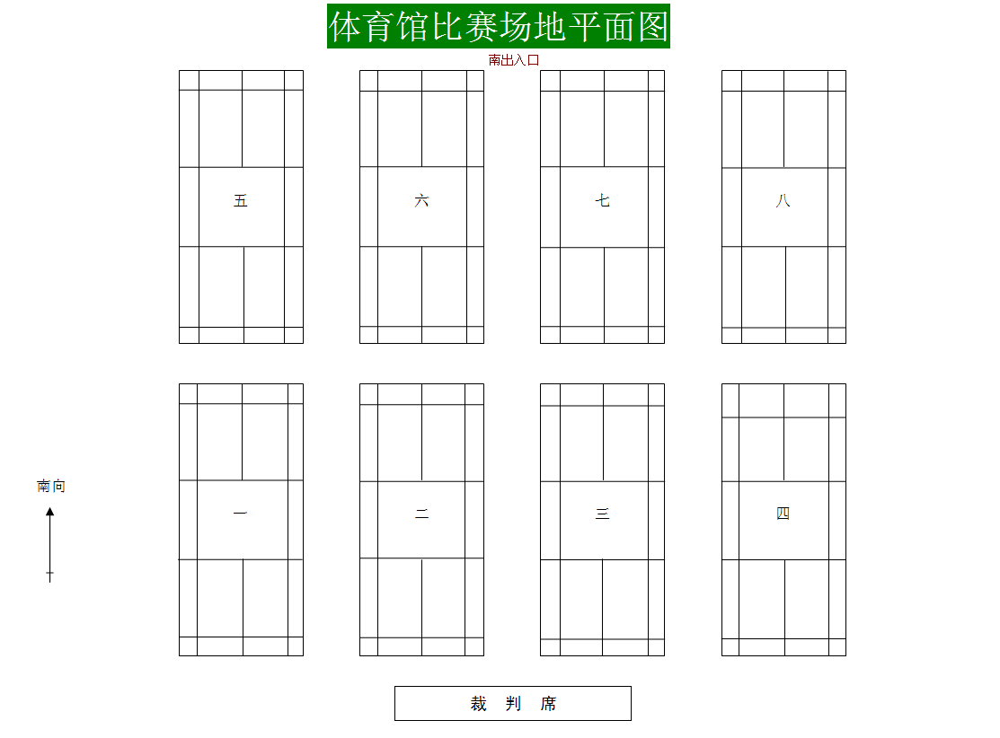 体育馆比赛场地平面图
南出入口
五 六 七 八
南向
一 二 三 四
裁 判 席